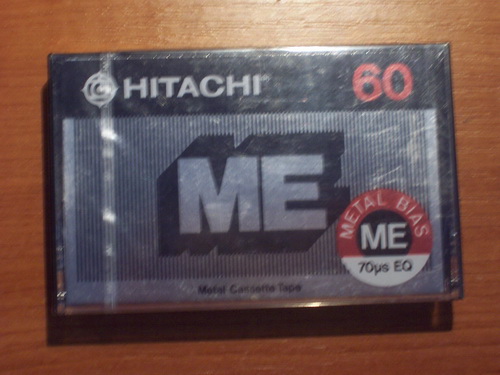 HITACHI
60
ME
METAL BIAS
ME
70µs EQ
Metal Cassette Tape